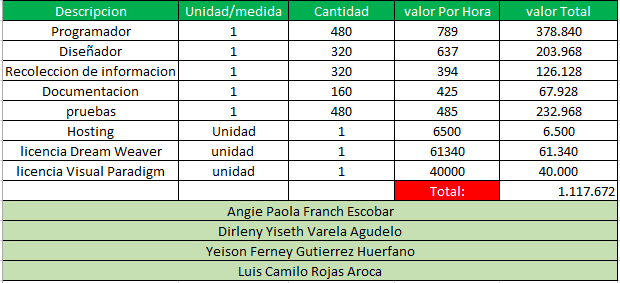 Descripcion Unidad/medida Cantidad valor Por Hora valor Total
Programador 1 480 789 378.840
Diseñador 1 320 637 203.968
Recoleccion de informacion 1 320 394 126.128
Documentacion 1 160 425 67.928
pruebas 1 480 485 232.968
Hosting Unidad 1 6500 6.500
licencia Dream Weaver unidad 1 61340 61.340
licencia Visual Paradigm unidad 1 40000 40.000
Total: 1.117.672
Angie Paola Franch Escobar
Dirleny Yiseth Varela Agudelo
Yeison Ferney Gutierrez Huerfano
Luis Camilo Rojas Aroca